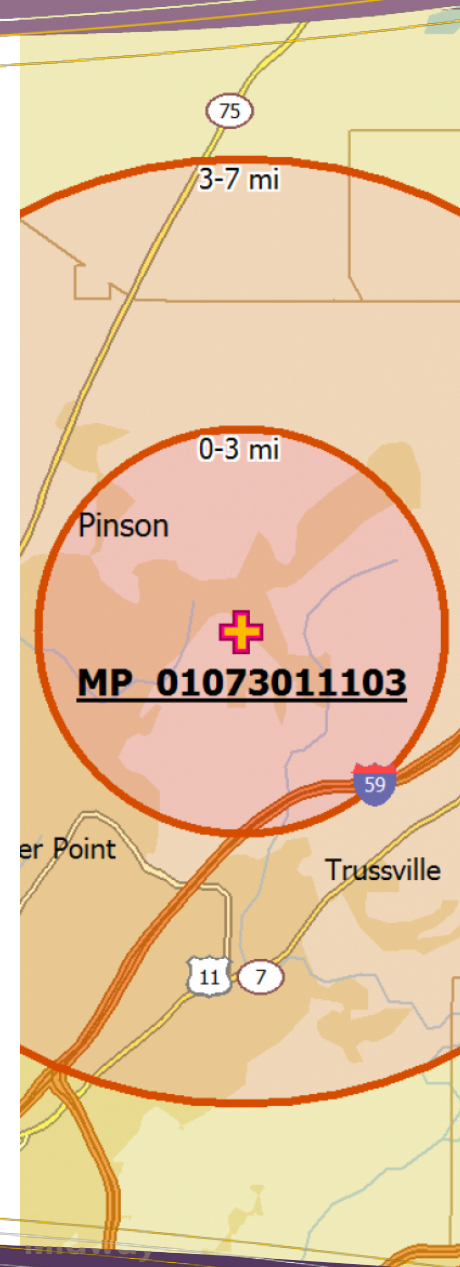 75
3-7 mi
0-3 mi
Pinson
MP 01073011103
59
er Point
Trussville
11
7